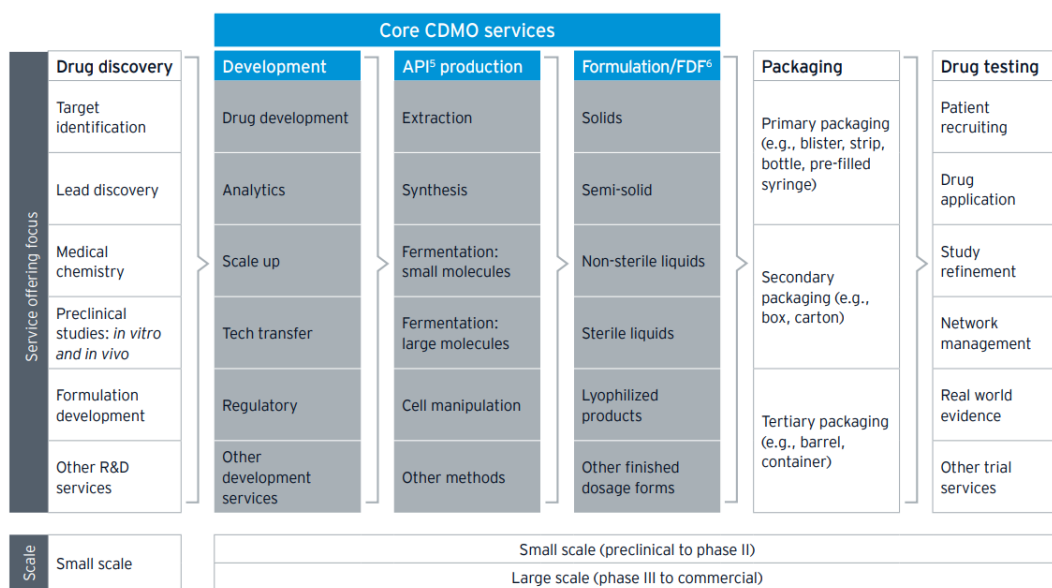 Core CDMO services
Drug discovery
Development
API⁵ production
Formulation/FDF⁶
Packaging
Drug testing
Service offering focus
Target
identification
Lead discovery
Medical
chemistry
Preclinical
studies: in vitro
and in vivo
Formulation
development
Other R&D
services
Drug development
Analytics
Scale up
Tech transfer
Regulatory
Other
development
services
Extraction
Synthesis
Fermentation:
small molecules
Fermentation:
large molecules
Cell manipulation
Other methods
Solids
Semi-solid
Non-sterile liquids
Sterile liquids
Lyophilized
products
Other finished
dosage forms
Primary packaging
(e.g., blister, strip,
bottle, pre-filled
syringe)
Secondary
packaging (e.g.,
box, carton)
Tertiary packaging
(e.g., barrel,
container)
Patient
recruiting
Drug
application
Study
refinement
Network
management
Real world
evidence
Other trial
services
Scale
Small scale
Small scale (preclinical to phase II)
Large scale (phase III to commercial)